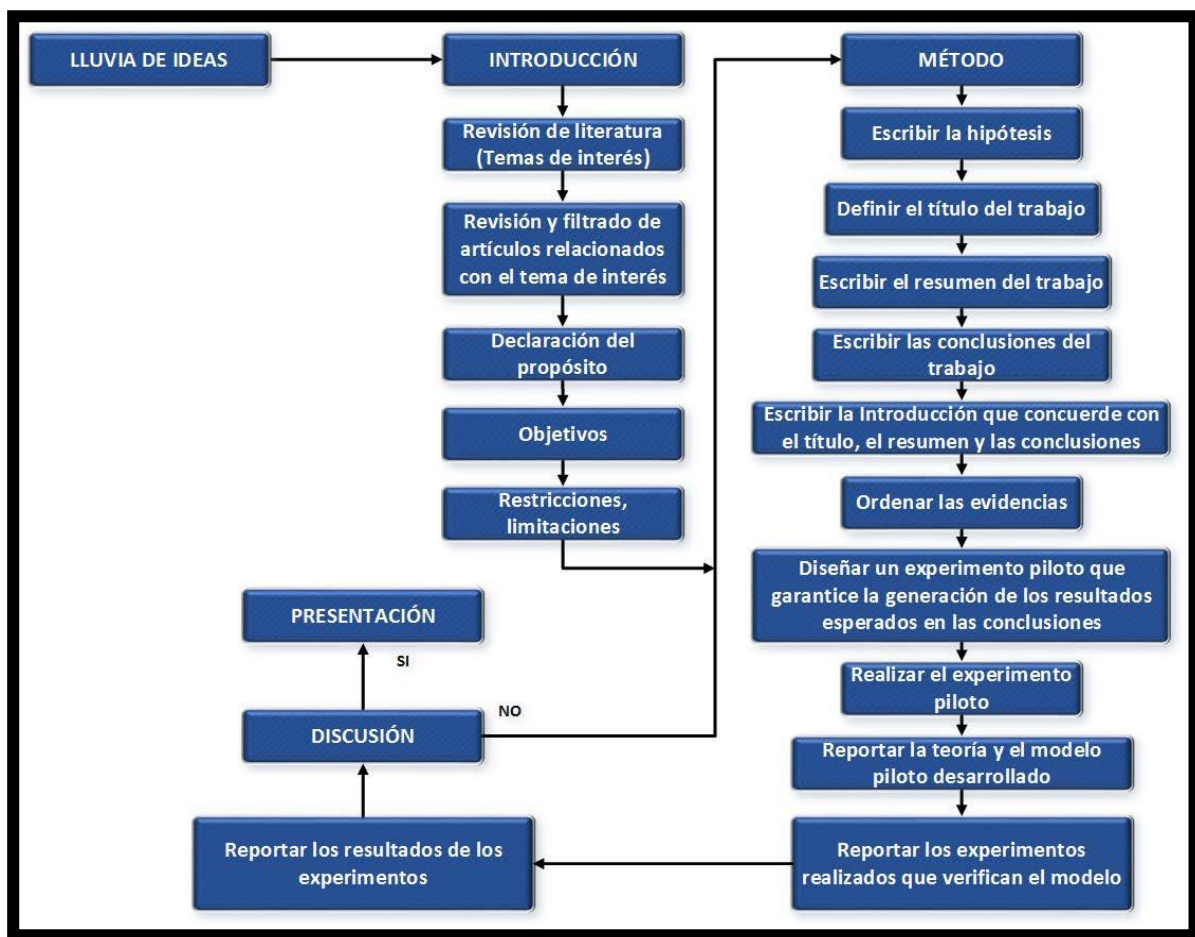 LLUVIA DE IDEAS
INTRODUCCIÓN
Revisión de literatura
(Temas de interés)
Revisión y filtrado de
artículos relacionados
con el tema de interés
Declaración del
propósito
Objetivos
Restricciones,
limitaciones
MÉTODO
Escribir la hipótesis
Definir el título del trabajo
Escribir el resumen del trabajo
Escribir las conclusiones del
trabajo
Escribir la Introducción que concuerde con
el título, el resumen y las conclusiones
Ordenar las evidencias
Diseñar un experimento piloto que
garantice la generación de los resultados
esperados en las conclusiones
Realizar el experimento
piloto
Reportar la teoría y el modelo
piloto desarrollado
Reportar los experimentos
realizados que verifican el modelo
Reportar los resultados de los
experimentos
DISCUSIÓN
NO
SI
PRESENTACIÓN